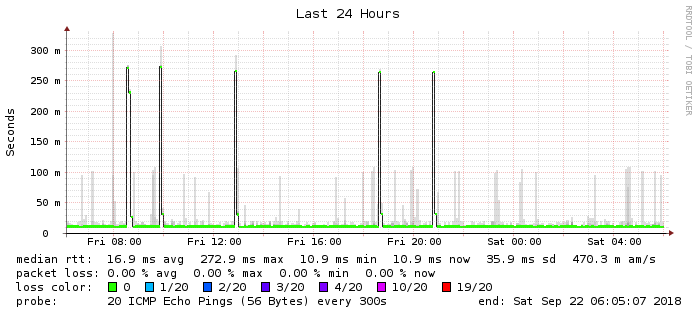 Last 24 Hours
RRDTOOL / TOBI OETIKER
Seconds
300 m
250 m
200 m
150 m
100 m
50 m
0
Fri 08:00 Fri 12:00 Fri 16:00 Fri 20:00 Sat 00:00 Sat 04:00
median rtt: 16.9 ms avg 272.9 ms max 10.9 ms min 10.9 ms now 35.9 ms sd 470.3 m am/s
packet loss: 0.00 % avg 0.00 % max 0.00 % min 0.00 % now
loss color: 0 1/20 2/20 3/20 4/20 10/20 19/20
probe: 20 ICMP Echo Pings (56 Bytes) every 300s end: Sat Sep 22 06:05:07 2018